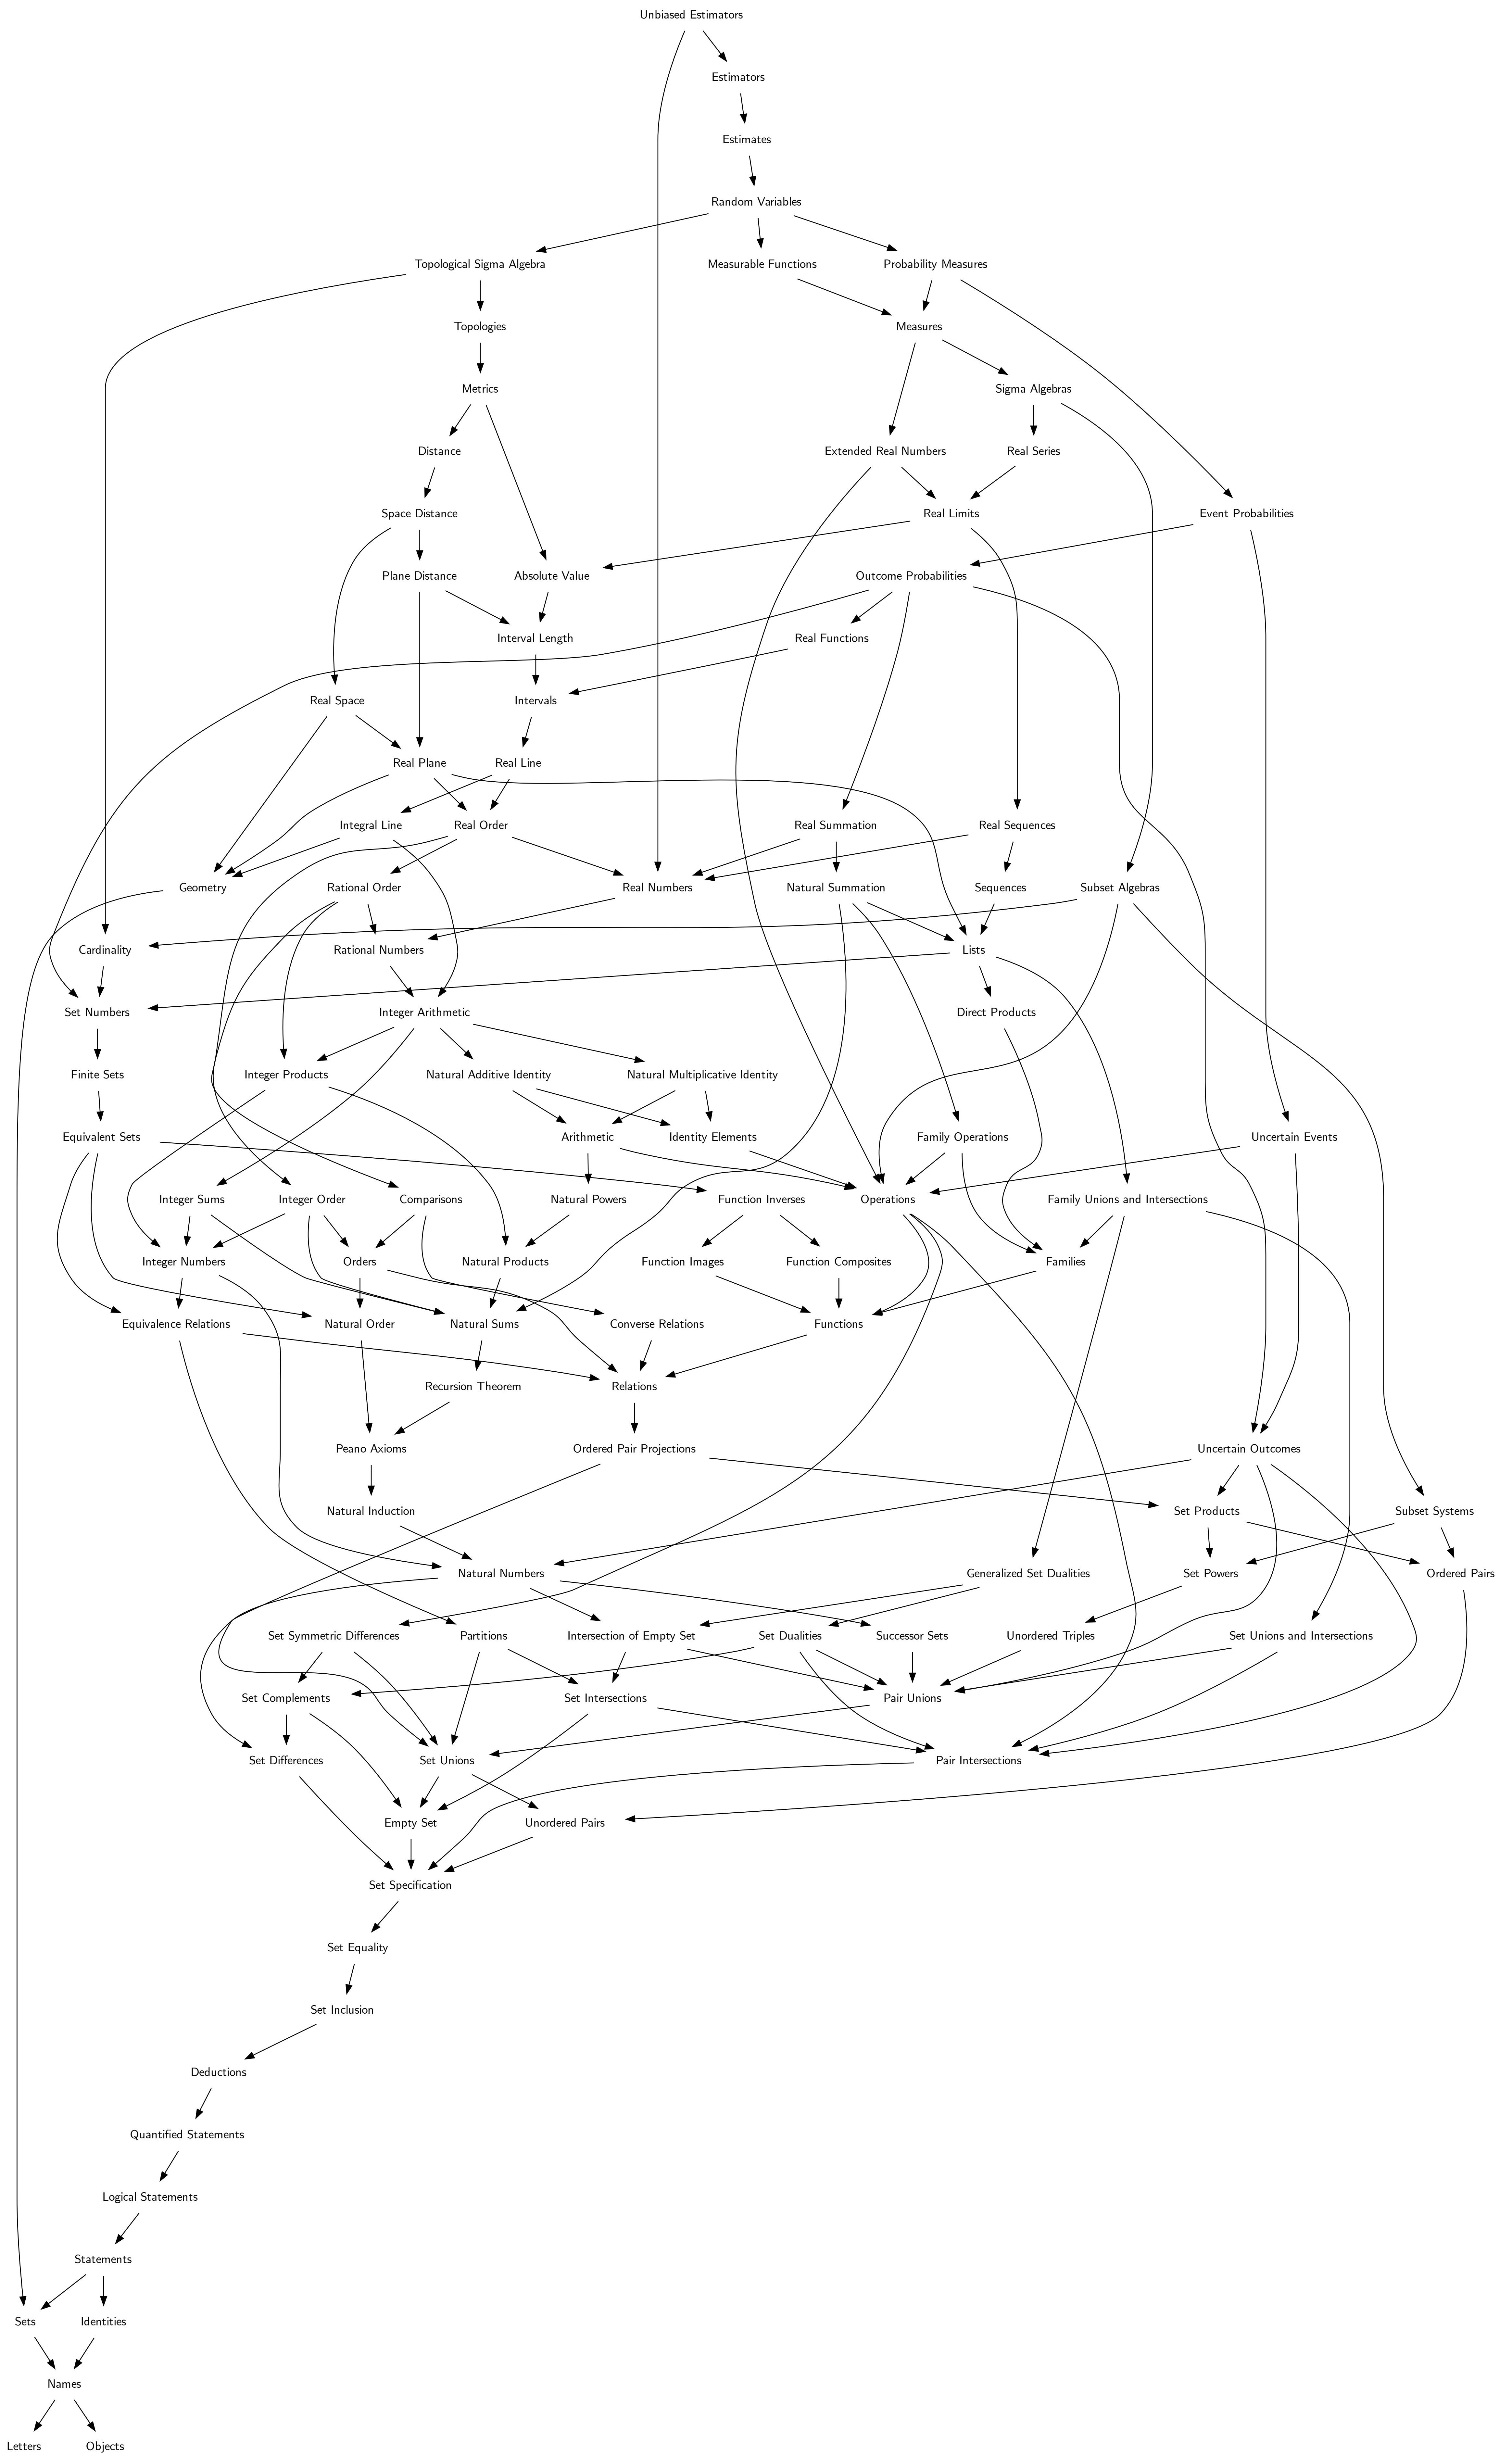 Unbiased Estimators
Estimators
Estimates
Random Variables
Topological Sigma Algebra
Measurable Functions
Probability Measures
Topologies
Measures
Metrics
Sigma Algebras
Distance
Extended Real Numbers
Real Series
Space Distance
Real Limits
Event Probabilities
Plane Distance
Absolute Value
Outcome Probabilities
Interval Length
Real Functions
Real Space
Intervals
Real Plane
Real Line
Integral Line
Real Order
Real Summation
Real Sequences
Geometry
Rational Order
Real Numbers
Natural Summation
Sequences
Subset Algebras
Cardinality
Rational Numbers
Lists
Set Numbers
Integer Arithmetic
Direct Products
Finite Sets
Integer Products
Natural Additive Identity
Natural Multiplicative Identity
Equivalent Sets
Arithmetic
Identity Elements
Family Operations
Uncertain Events
Integer Sums
Integer Order
Comparisons
Natural Powers
Function Inverses
Operations
Family Unions and Intersections
Integer Numbers
Orders
Natural Products
Function Images
Function Composites
Families
Equivalence Relations
Natural Order
Natural Sums
Converse Relations
Functions
Recursion Theorem
Relations
Peano Axioms
Ordered Pair Projections
Uncertain Outcomes
Natural Induction
Set Products
Subset Systems
Natural Numbers
Generalized Set Dualities
Set Powers
Ordered Pairs
Set Symmetric Differences
Partitions
Intersection of Empty Set
Set Dualities
Successor Sets
Unordered Triples
Set Unions and Intersections
Set Complements
Set Intersections
Pair Unions
Set Differences
Set Unions
Pair Intersections
Empty Set
Unordered Pairs
Set Specification
Set Equality
Set Inclusion
Deductions
Quantified Statements
Logical Statements
Statements
Sets
Identities
Names
Letters
Objects